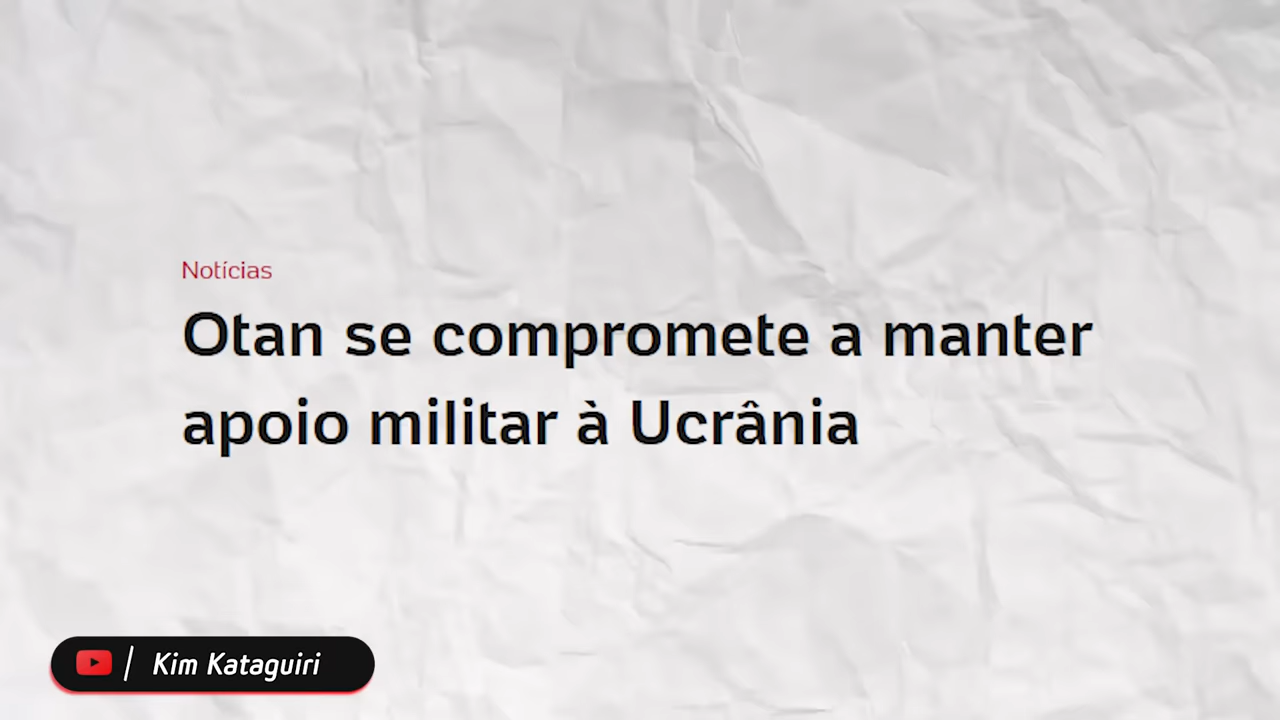 Notícias
Otan se compromete a manter
apoio militar à Ucrânia
Kim Kataguiri